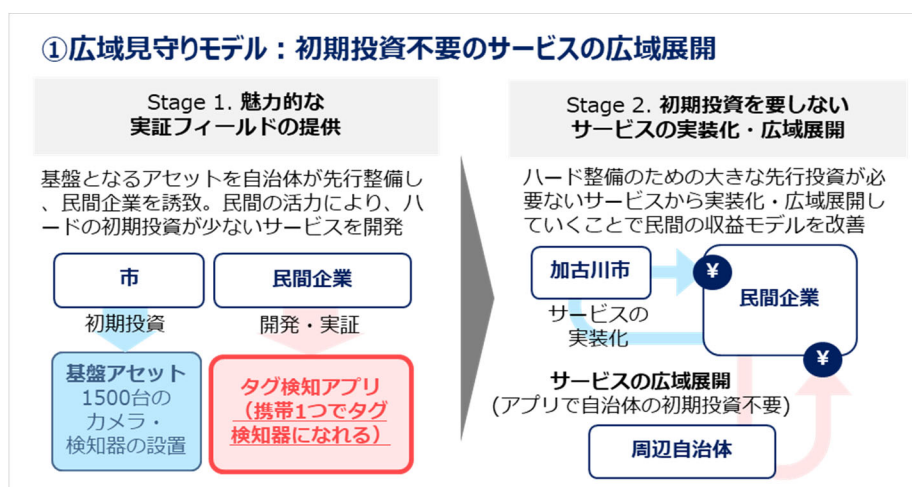 ①広域見守りモデル：初期投資不要のサービスの広域展開
Stage 1. 魅力的な
実証フィールドの提供
基盤となるアセットを自治体が先行整備し
、民間企業を誘致。民間の活力により、ハ
ードの初期投資が少ないサービスを開発
市
民間企業
初期投資
開発・実証
基盤アセット
1500台の
カメラ・
検知器の設置
タグ検知アプリ
（携帯1つでタグ
検知器になれる）
Stage 2. 初期投資を要しない
サービスの実装化・広域展開
ハード整備のための大きな先行投資が必
要ないサービスから実装化・広域展開し
ていくことで民間の収益モデルを改善
加古川市
¥
民間企業
サービスの
実装化
¥
サービスの広域展開
(アプリで自治体の初期投資不要)
周辺自治体